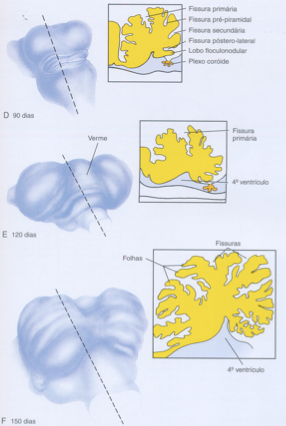 Fissura primária
Fissura pré-piramidal
Fissura secundária
Fissura póstero-lateral
Lobo floculonodular
Plexo coróide
D 90 dias
Verme
Fissura
primária
4º ventrículo
E 120 dias
Fissuras
Folhas
4º ventrículo
F 150 dias